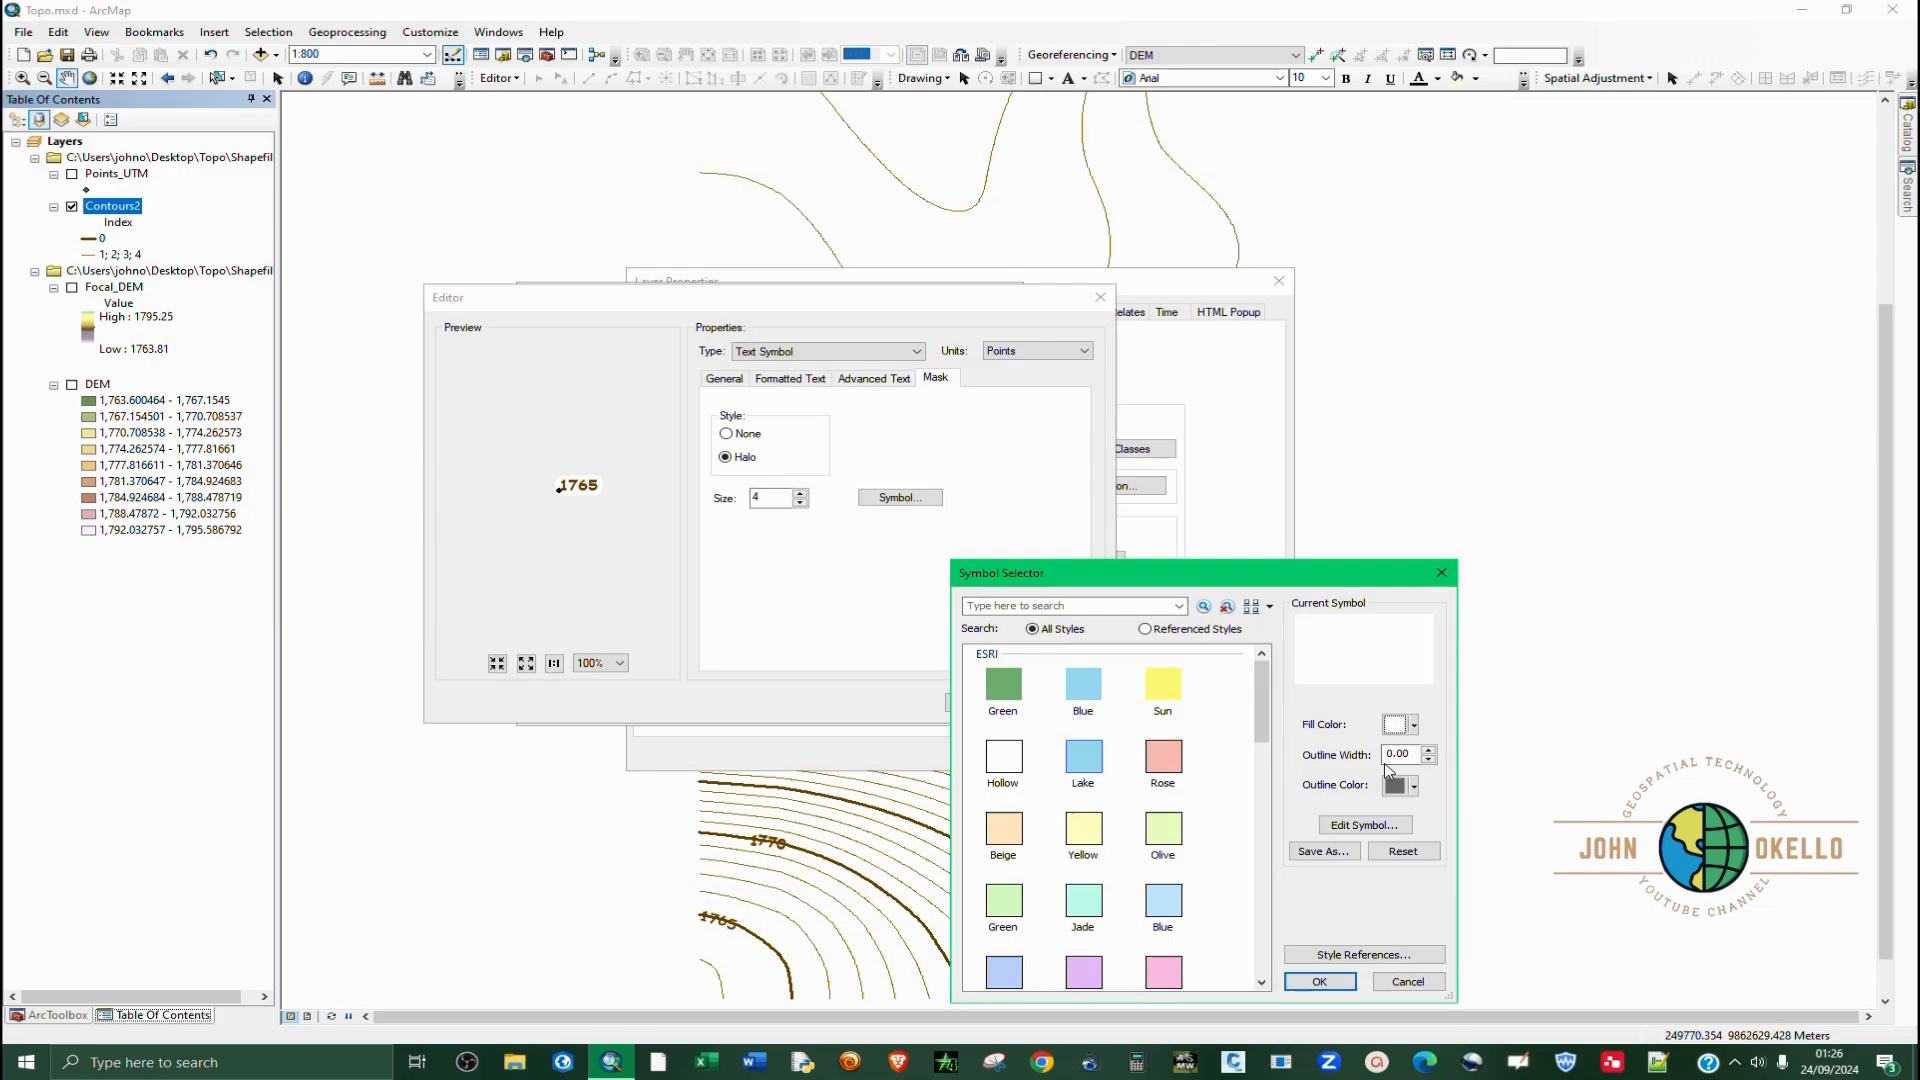 Topo.mxd - ArcMap
File Edit View Bookmarks Insert Selection Geoprocessing Customize Windows Help
1:800 Georeferencing DEM
Editor Drawing A Arial 10 B I U A Spatial Adjustment
Table Of Contents
Layers
C:\Users\johno\Desktop\Topo\Shapefil
Points_UTM
Contours2
Index
0
1; 2; 3; 4
C:\Users\johno\Desktop\Topo\Shapefil
Focal_DEM
Value
High : 1795.25
Low : 1763.81
DEM
1,763.600464 - 1,767.1545
1,767.154501 - 1,770.708537
1,770.708538 - 1,774.262573
1,774.262574 - 1,777.81661
1,777.816611 - 1,781.370646
1,781.370647 - 1,784.924683
1,784.924684 - 1,788.478719
1,788.47872 - 1,792.032756
1,792.032757 - 1,795.586792
ArcToolbox Table Of Contents
Catalog
Search
Layer Properties
elates Time HTML Popup
Classes
on...
Editor
Preview
1765
100%
Properties:
Type: Text Symbol Units: Points
General Formatted Text Advanced Text Mask
Style:
None
Halo
Size: 4 Symbol...
Symbol Selector
Type here to search
Search: All Styles Referenced Styles
ESRI
Green Blue Sun
Hollow Lake Rose
Beige Yellow Olive
Green Jade Blue
Current Symbol
Fill Color:
Outline Width: 0.00
Outline Color:
Edit Symbol...
Save As... Reset
Style References...
OK Cancel
1770
1765
GEOSPATIAL TECHNOLOGY
JOHN OKELLO
YOUTUBE CHANNEL
249770.354 9862629.428 Meters
Type here to search
01:26
24/09/2024